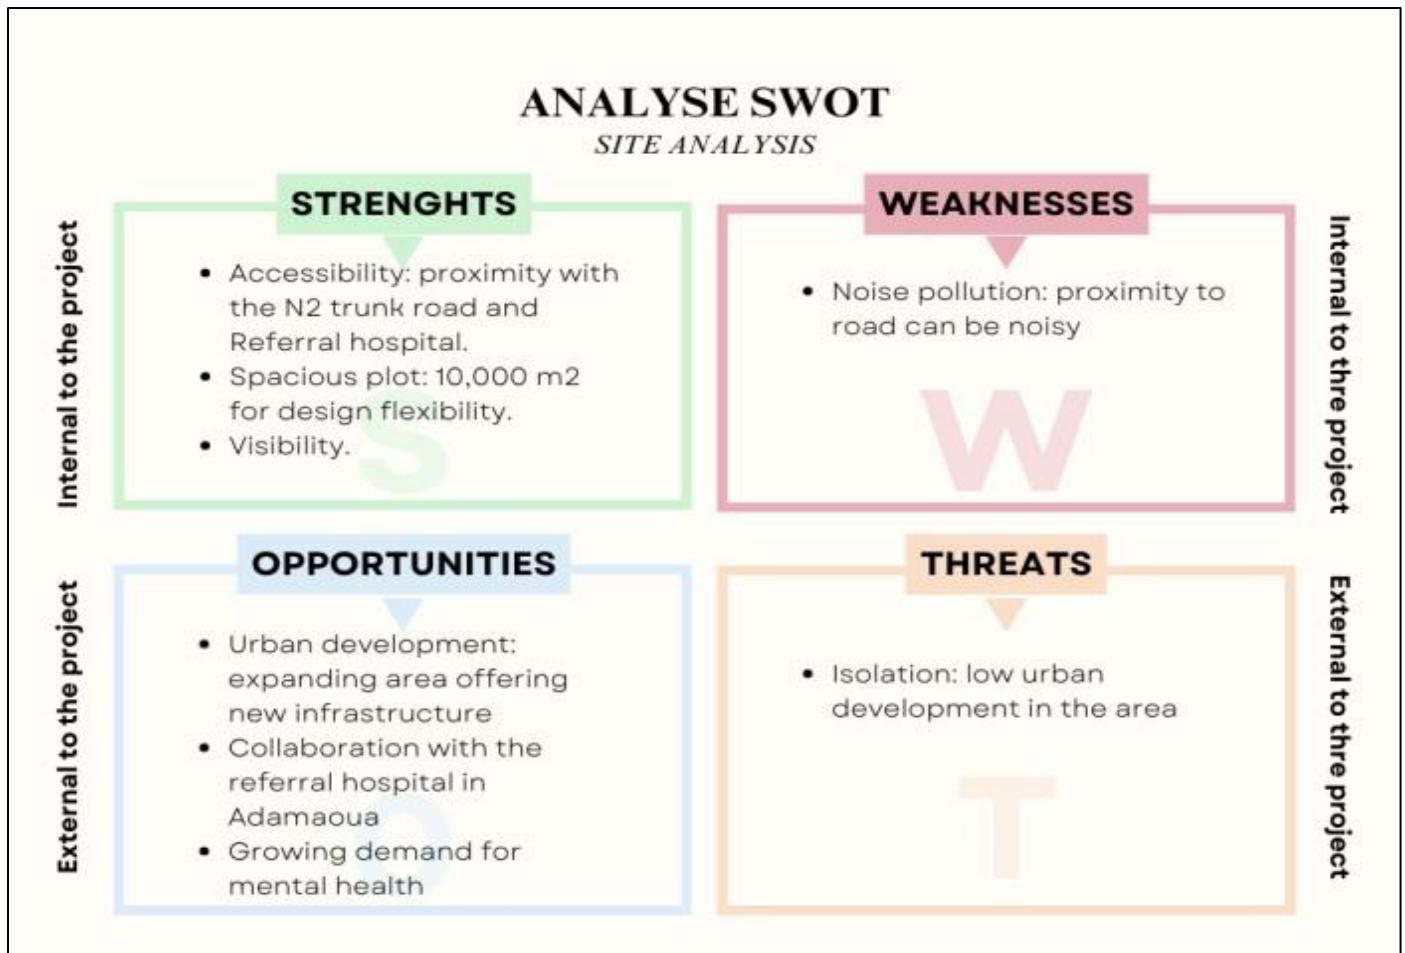 ANALYSE SWOT
SITE ANALYSIS
Internal to the project
STRENGHTS
• Accessibility: proximity with
the N2 trunk road and
Referral hospital.
• Spacious plot: 10,000 m2
for design flexibility.
• Visibility.
S
WEAKNESSES
• Noise pollution: proximity to
road can be noisy
W
Internal to thre project
External to the project
OPPORTUNITIES
• Urban development:
expanding area offering
new infrastructure
• Collaboration with the
referral hospital in
Adamaoua
• Growing demand for
mental health
O
THREATS
• Isolation: low urban
development in the area
T
External to thre project